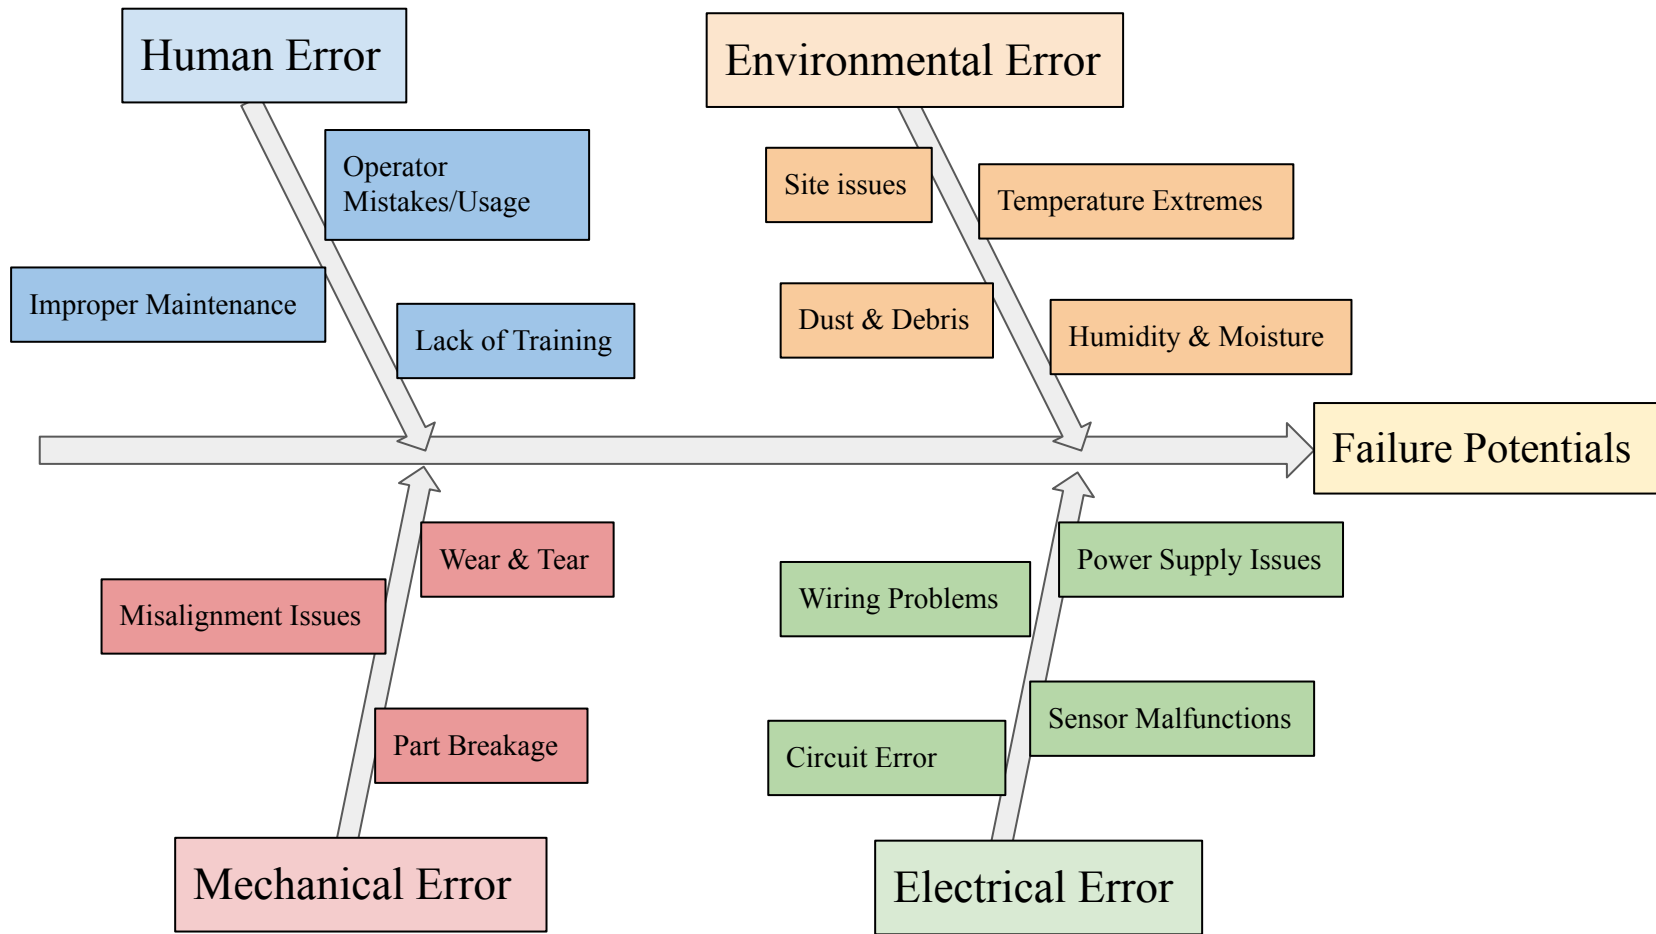 Human Error
Environmental Error
Operator
Mistakes/Usage
Site issues
Temperature Extremes
Improper Maintenance
Lack of Training
Dust & Debris
Humidity & Moisture
Failure Potentials
Wear & Tear
Misalignment Issues
Power Supply Issues
Wiring Problems
Part Breakage
Sensor Malfunctions
Circuit Error
Mechanical Error
Electrical Error